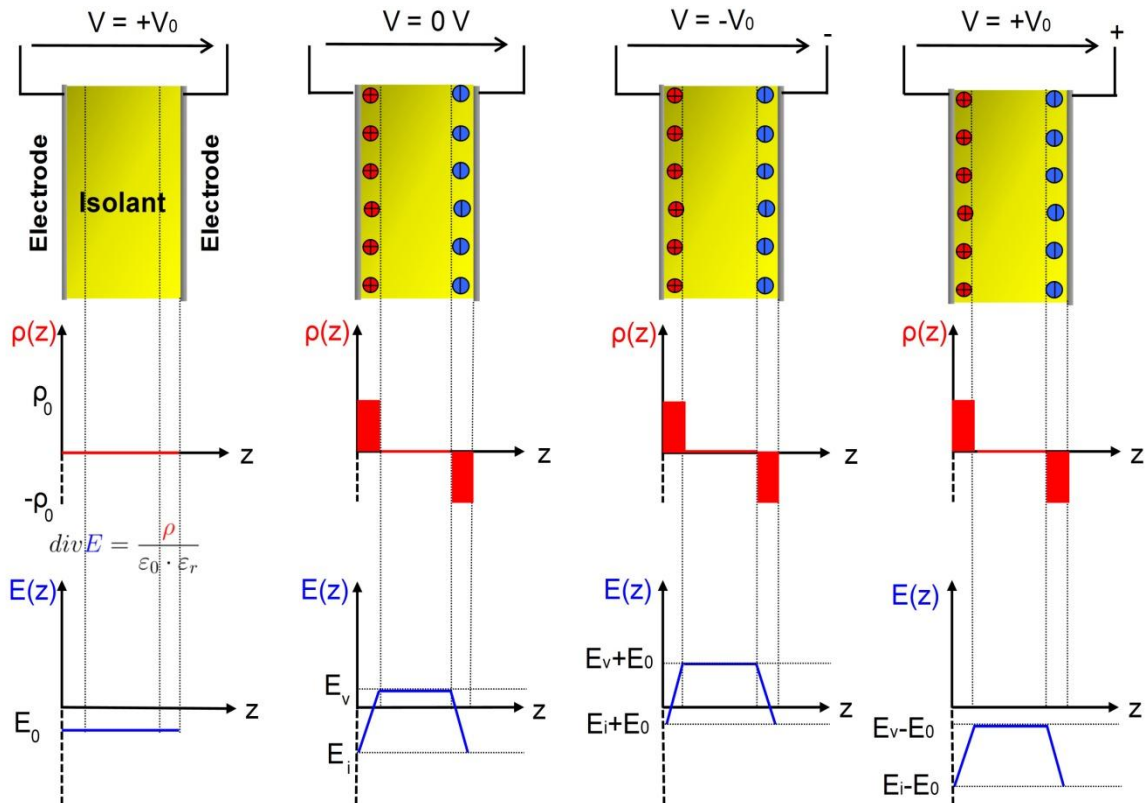 V = +V₀
V = 0 V
V = -V₀
-
V = +V₀
+
Electrode
Isolant
Electrode
ρ(z)
ρ₀
-ρ₀
z
ρ(z)
z
ρ(z)
z
ρ(z)
z
divE = ρ / ε₀ · εᵣ
E(z)
E₀
z
E(z)
Eᵥ
Eᵢ
z
E(z)
Eᵥ+E₀
Eᵢ+E₀
z
E(z)
Eᵥ-E₀
Eᵢ-E₀
z